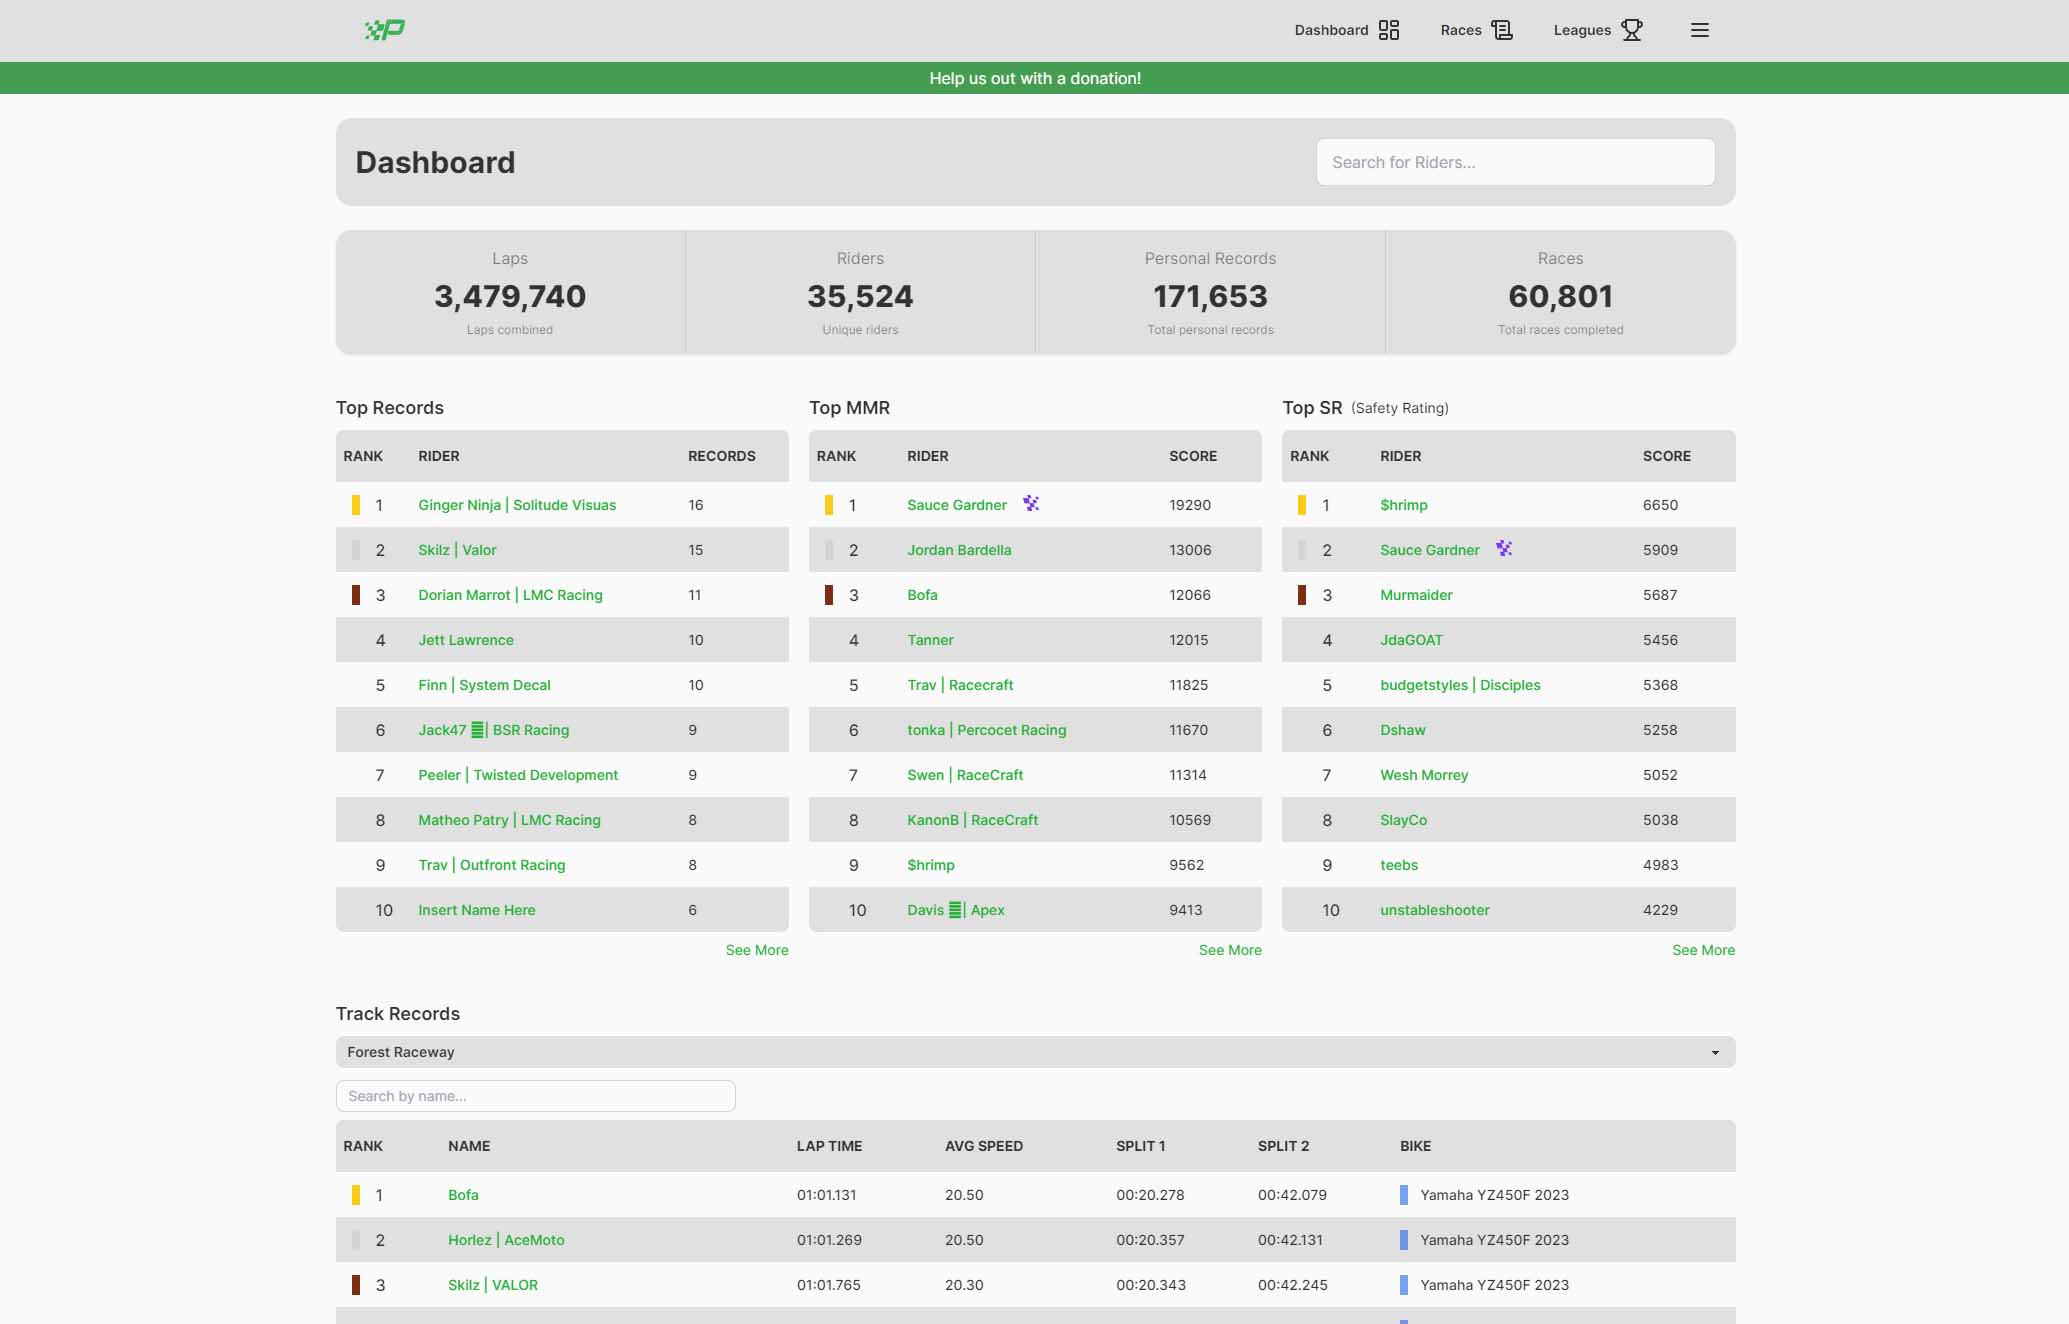 Dashboard Races Leagues
Help us out with a donation!
Dashboard
Search for Riders...
Laps Riders Personal Records Races
3,479,740 35,524 171,653 60,801
Laps combined Unique riders Total personal records Total races completed
Top Records
RANK RIDER RECORDS
1 Ginger Ninja | Solitude Visuas 16
2 Skilz | Valor 15
3 Dorian Marrot | LMC Racing 11
4 Jett Lawrence 10
5 Finn | System Decal 10
6 Jack47 | BSR Racing 9
7 Peeler | Twisted Development 9
8 Matheo Patry | LMC Racing 8
9 Trav | Outfront Racing 8
10 Insert Name Here 6
See More
Top MMR
RANK RIDER SCORE
1 Sauce Gardner 19290
2 Jordan Bardella 13006
3 Bofa 12066
4 Tanner 12015
5 Trav | Racecraft 11825
6 tonka | Percocet Racing 11670
7 Swen | RaceCraft 11314
8 KanonB | RaceCraft 10569
9 $hrimp 9562
10 Davis | Apex 9413
See More
Top SR (Safety Rating)
RANK RIDER SCORE
1 $hrimp 6650
2 Sauce Gardner 5909
3 Murmaider 5687
4 JdaGOAT 5456
5 budgetstyles | Disciples 5368
6 Dshaw 5258
7 Wesh Morrey 5052
8 SlayCo 5038
9 teebs 4983
10 unstableshooter 4229
See More
Track Records
Forest Raceway
Search by name...
RANK NAME LAP TIME AVG SPEED SPLIT 1 SPLIT 2 BIKE
1 Bofa 01:01.131 20.50 00:20.278 00:42.079 Yamaha YZ450F 2023
2 Horlez | AceMoto 01:01.269 20.50 00:20.357 00:42.131 Yamaha YZ450F 2023
3 Skilz | VALOR 01:01.765 20.30 00:20.343 00:42.245 Yamaha YZ450F 2023